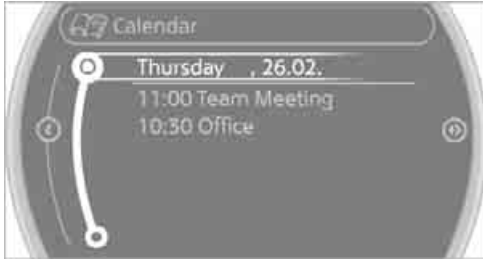 Calendar
Thursday , 26.02.
11:00 Team Meeting
10:30 Office